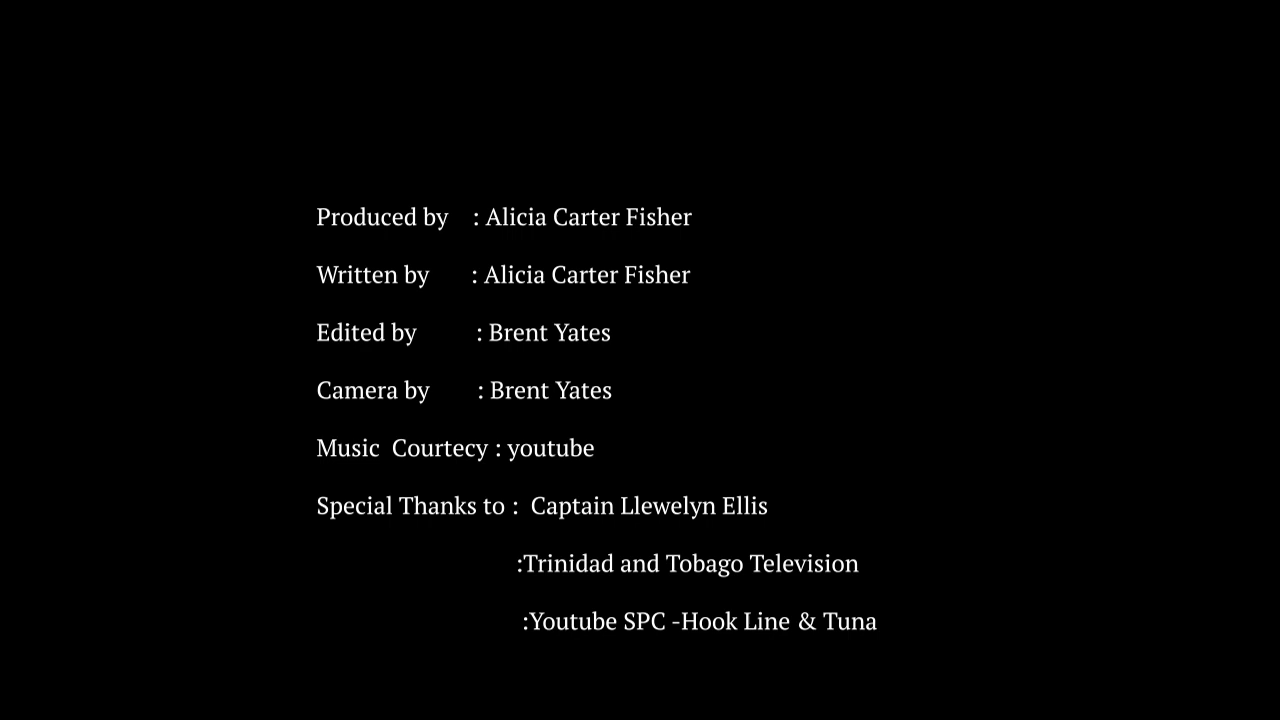 Produced by : Alicia Carter Fisher
Written by : Alicia Carter Fisher
Edited by : Brent Yates
Camera by : Brent Yates
Music Courtecy : youtube
Special Thanks to : Captain Llewelyn Ellis
:Trinidad and Tobago Television
:Youtube SPC -Hook Line & Tuna